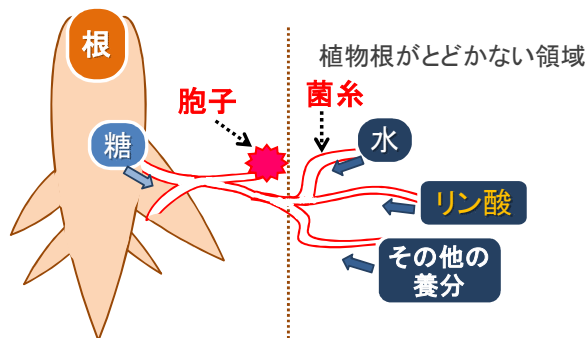 根
植物根がとどかない領域
胞子
菌糸
糖
水
リン酸
その他の
養分